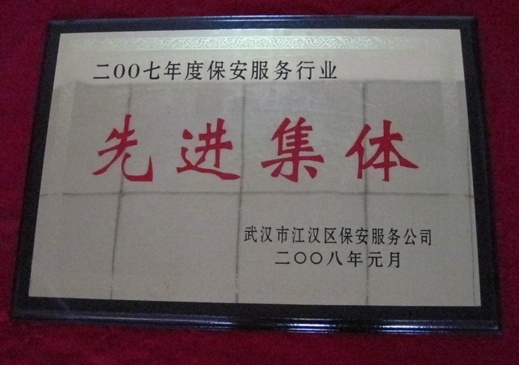 二〇〇七年度保安服务行业
先进集体
武汉市江汉区保安服务公司
二〇〇八年元月